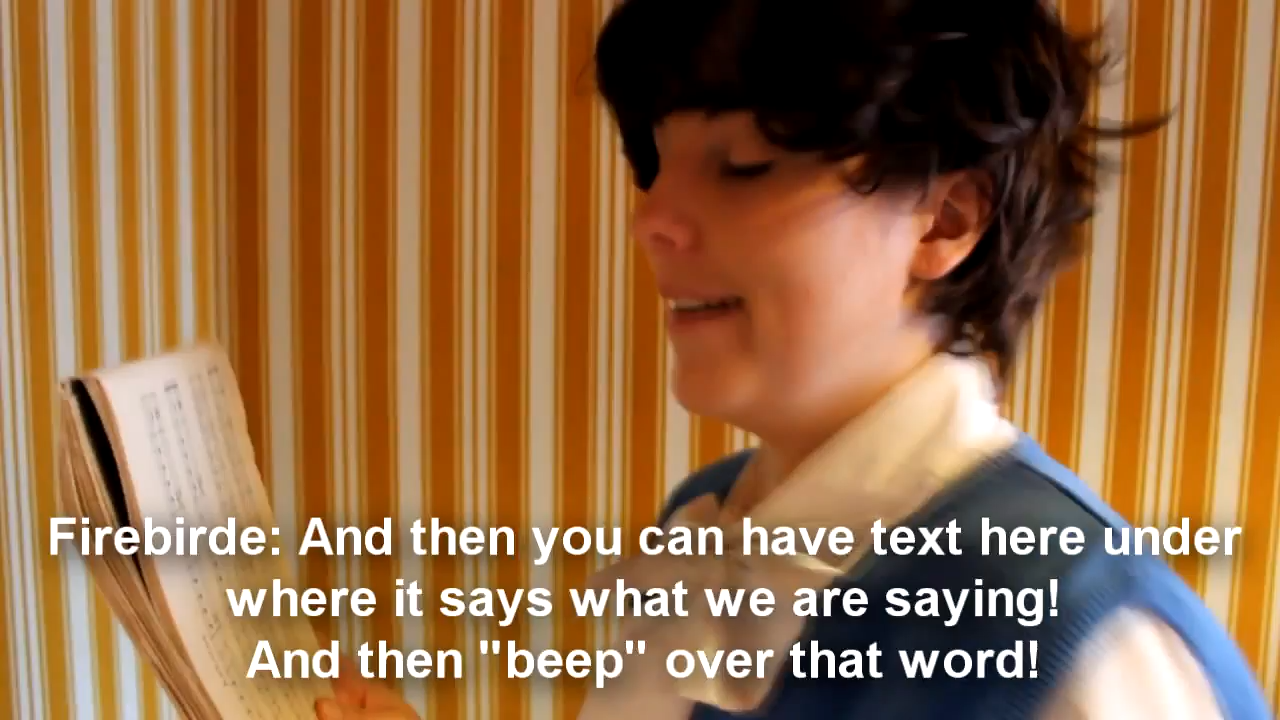 Firebirde: And then you can have text here under
where it says what we are saying!
And then "beep" over that word!